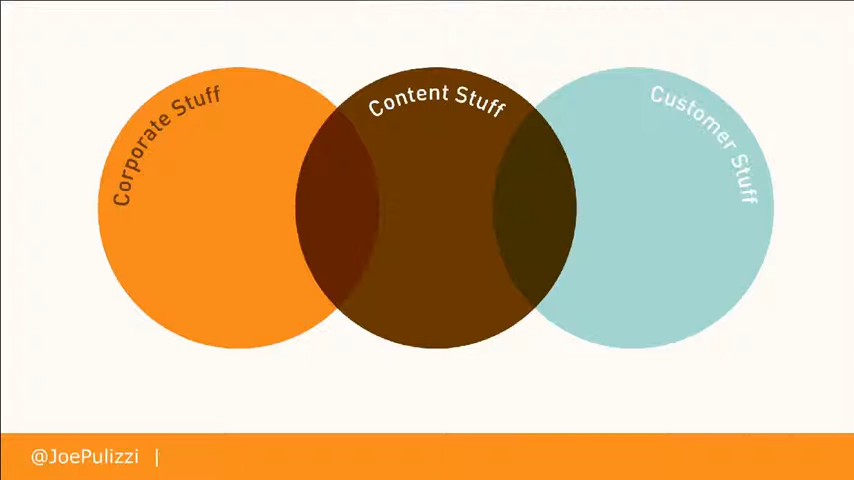 Corporate Stuff
Content Stuff
Customer Stuff
@JoePulizzi |